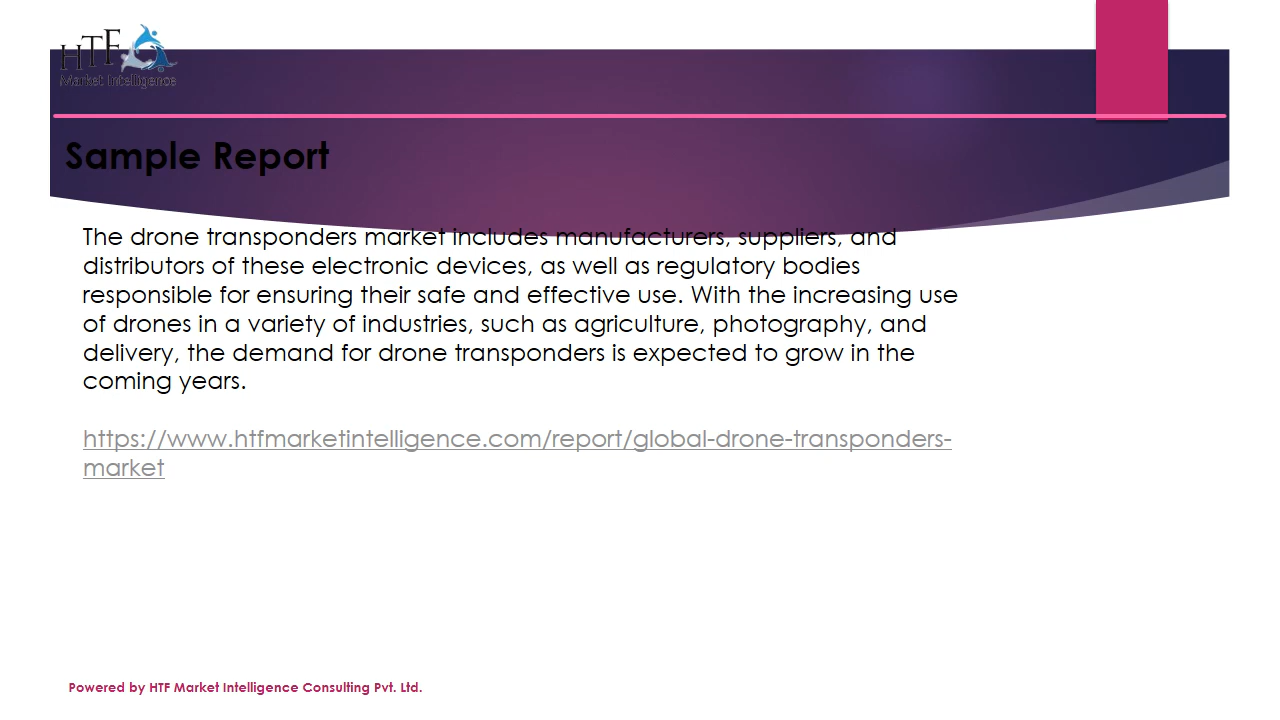 HTF
Market Intelligence
Sample Report
The drone transponders market includes manufacturers, suppliers, and
distributors of these electronic devices, as well as regulatory bodies
responsible for ensuring their safe and effective use. With the increasing use
of drones in a variety of industries, such as agriculture, photography, and
delivery, the demand for drone transponders is expected to grow in the
coming years.
https://www.htfmarketintelligence.com/report/global-drone-transponders-
market
Powered by HTF Market Intelligence Consulting Pvt. Ltd.